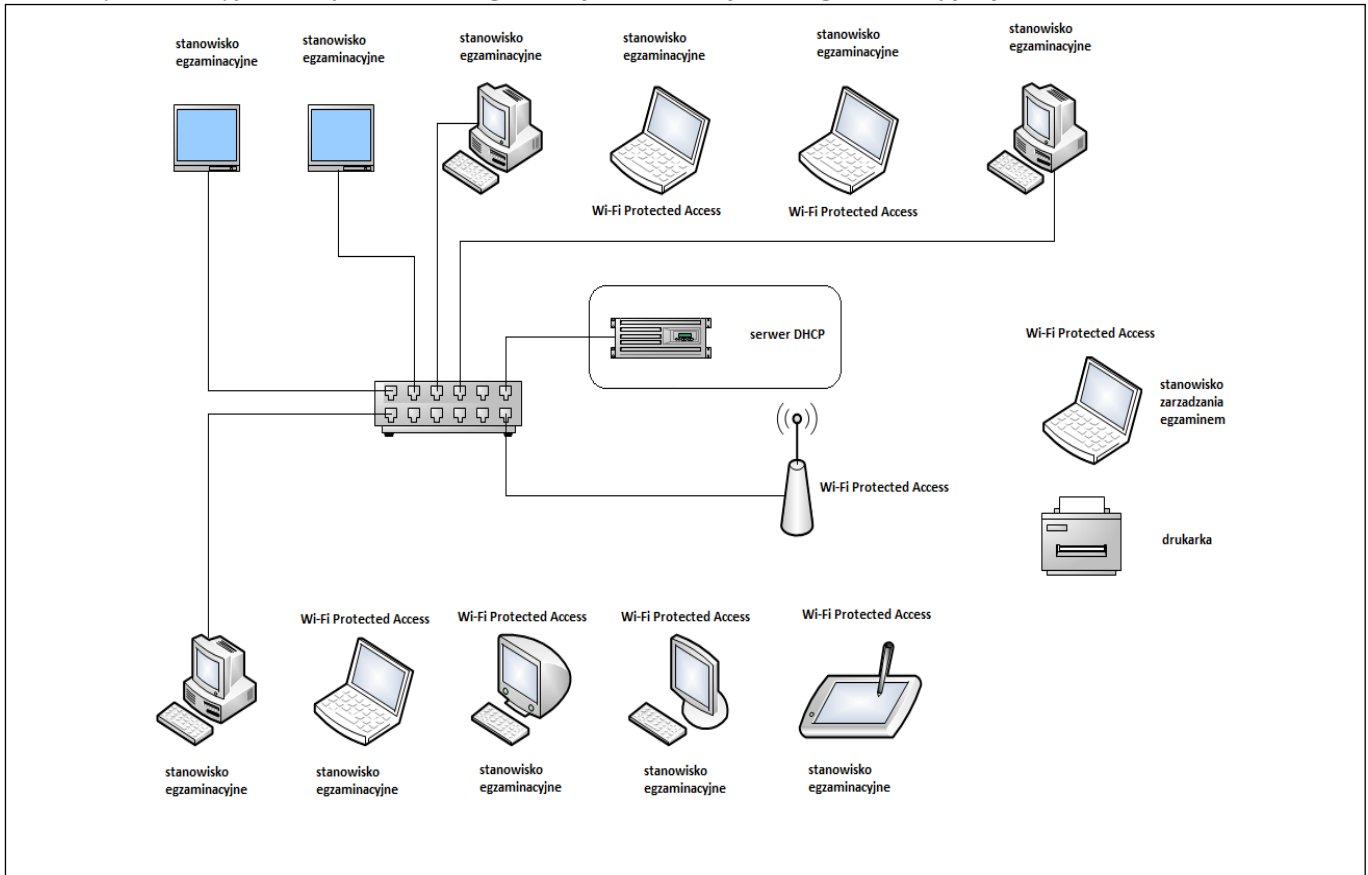 stanowisko
egzaminacyjne
stanowisko
egzaminacyjne
stanowisko
egzaminacyjne
stanowisko
egzaminacyjne
stanowisko
egzaminacyjne
stanowisko
egzaminacyjne
Wi-Fi Protected Access
Wi-Fi Protected Access
serwer DHCP
Wi-Fi Protected Access
stanowisko
zarzadzania
egzaminem
Wi-Fi Protected Access
drukarka
Wi-Fi Protected Access
Wi-Fi Protected Access
Wi-Fi Protected Access
Wi-Fi Protected Access
stanowisko
egzaminacyjne
stanowisko
egzaminacyjne
stanowisko
egzaminacyjne
stanowisko
egzaminacyjne
stanowisko
egzaminacyjne